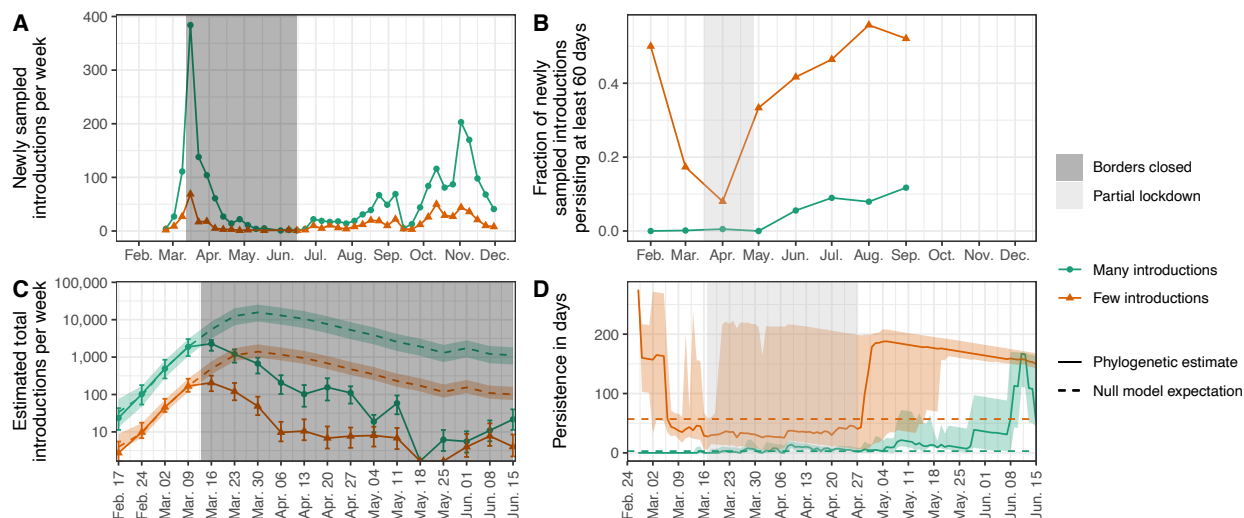 A
Newly sampled
introductions per week
400
300
200
100
0
Feb. Mar. Apr. May. Jun. Jul. Aug. Sep. Oct. Nov. Dec.
B
Fraction of newly
sampled introductions
persisting at least 60 days
0.4
0.2
0.0
Feb. Mar. Apr. May. Jun. Jul. Aug. Sep. Oct. Nov. Dec.
Borders closed
Partial lockdown
Many introductions
Few introductions
Phylogenetic estimate
Null model expectation
C
Estimated total
introductions per week
100,000
10,000
1,000
100
10
Feb. 17
Feb. 24
Mar. 02
Mar. 09
Mar. 16
Mar. 23
Mar. 30
Apr. 06
Apr. 13
Apr. 20
Apr. 27
May. 04
May. 11
May. 18
May. 25
Jun. 01
Jun. 08
Jun. 15
D
Persistence in days
200
100
50
0
Feb. 24
Mar. 02
Mar. 09
Mar. 16
Mar. 23
Mar. 30
Apr. 06
Apr. 13
Apr. 20
Apr. 27
May. 04
May. 11
May. 18
May. 25
Jun. 01
Jun. 08
Jun. 15